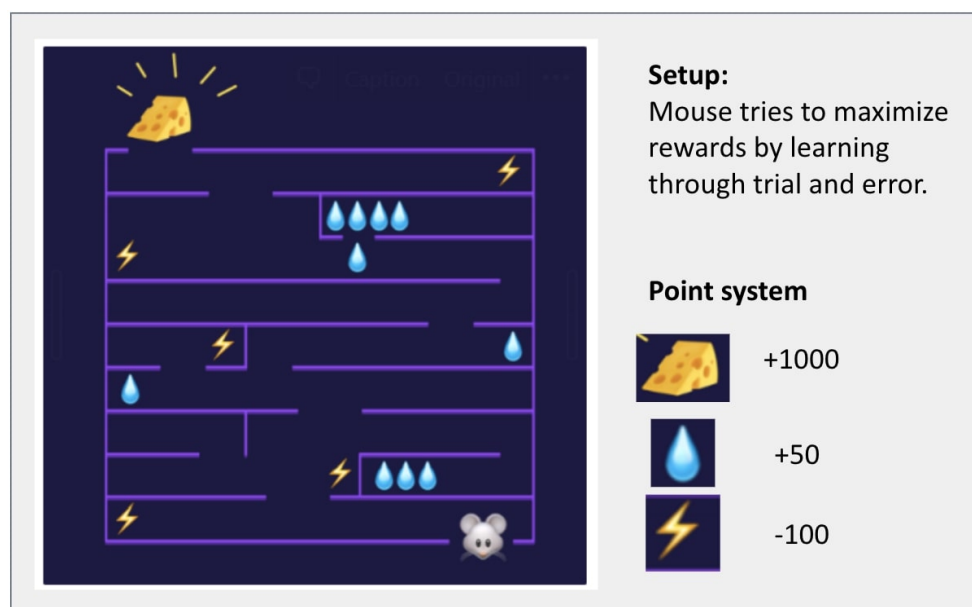 Setup:
Mouse tries to maximize
rewards by learning
through trial and error.
Point system
+1000
+50
-100